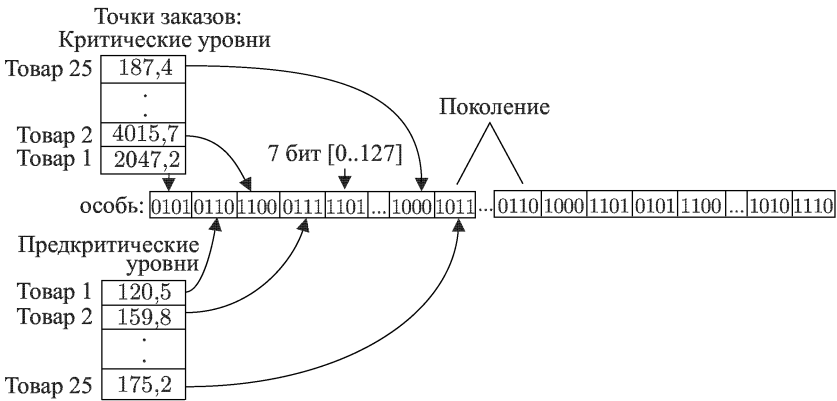 Точки заказов:
Критические уровни
Товар 25 187,4
.
.
Товар 2 4015,7
Товар 1 2047,2
Поколение
7 бит [0..127]
особь: 0101 0110 1100 0111 1101 ... 1000 1011 ... 0110 1000 1101 0101 1100 ... 1010 1110
Предкритические
уровни
Товар 1 120,5
Товар 2 159,8
.
.
Товар 25 175,2